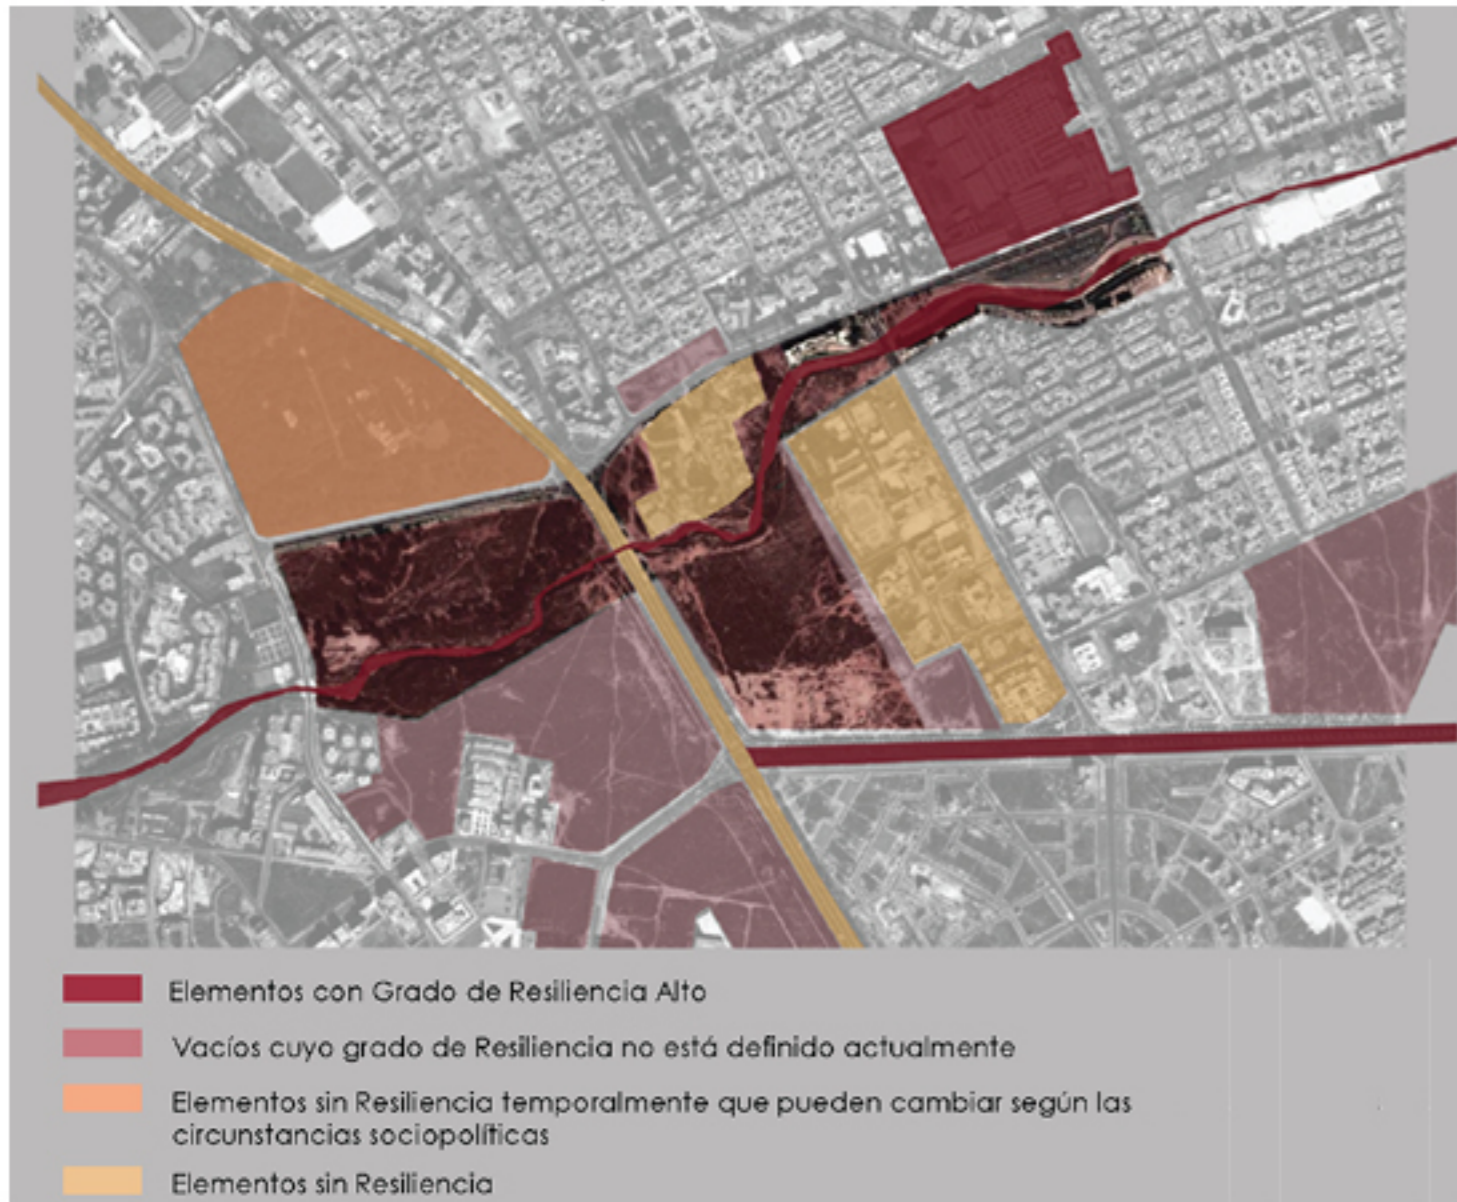 Elementos con Grado de Resiliencia Alto
Vacíos cuyo grado de Resiliencia no está definido actualmente
Elementos sin Resiliencia temporalmente que pueden cambiar según las
circunstancias sociopolíticas
Elementos sin Resiliencia